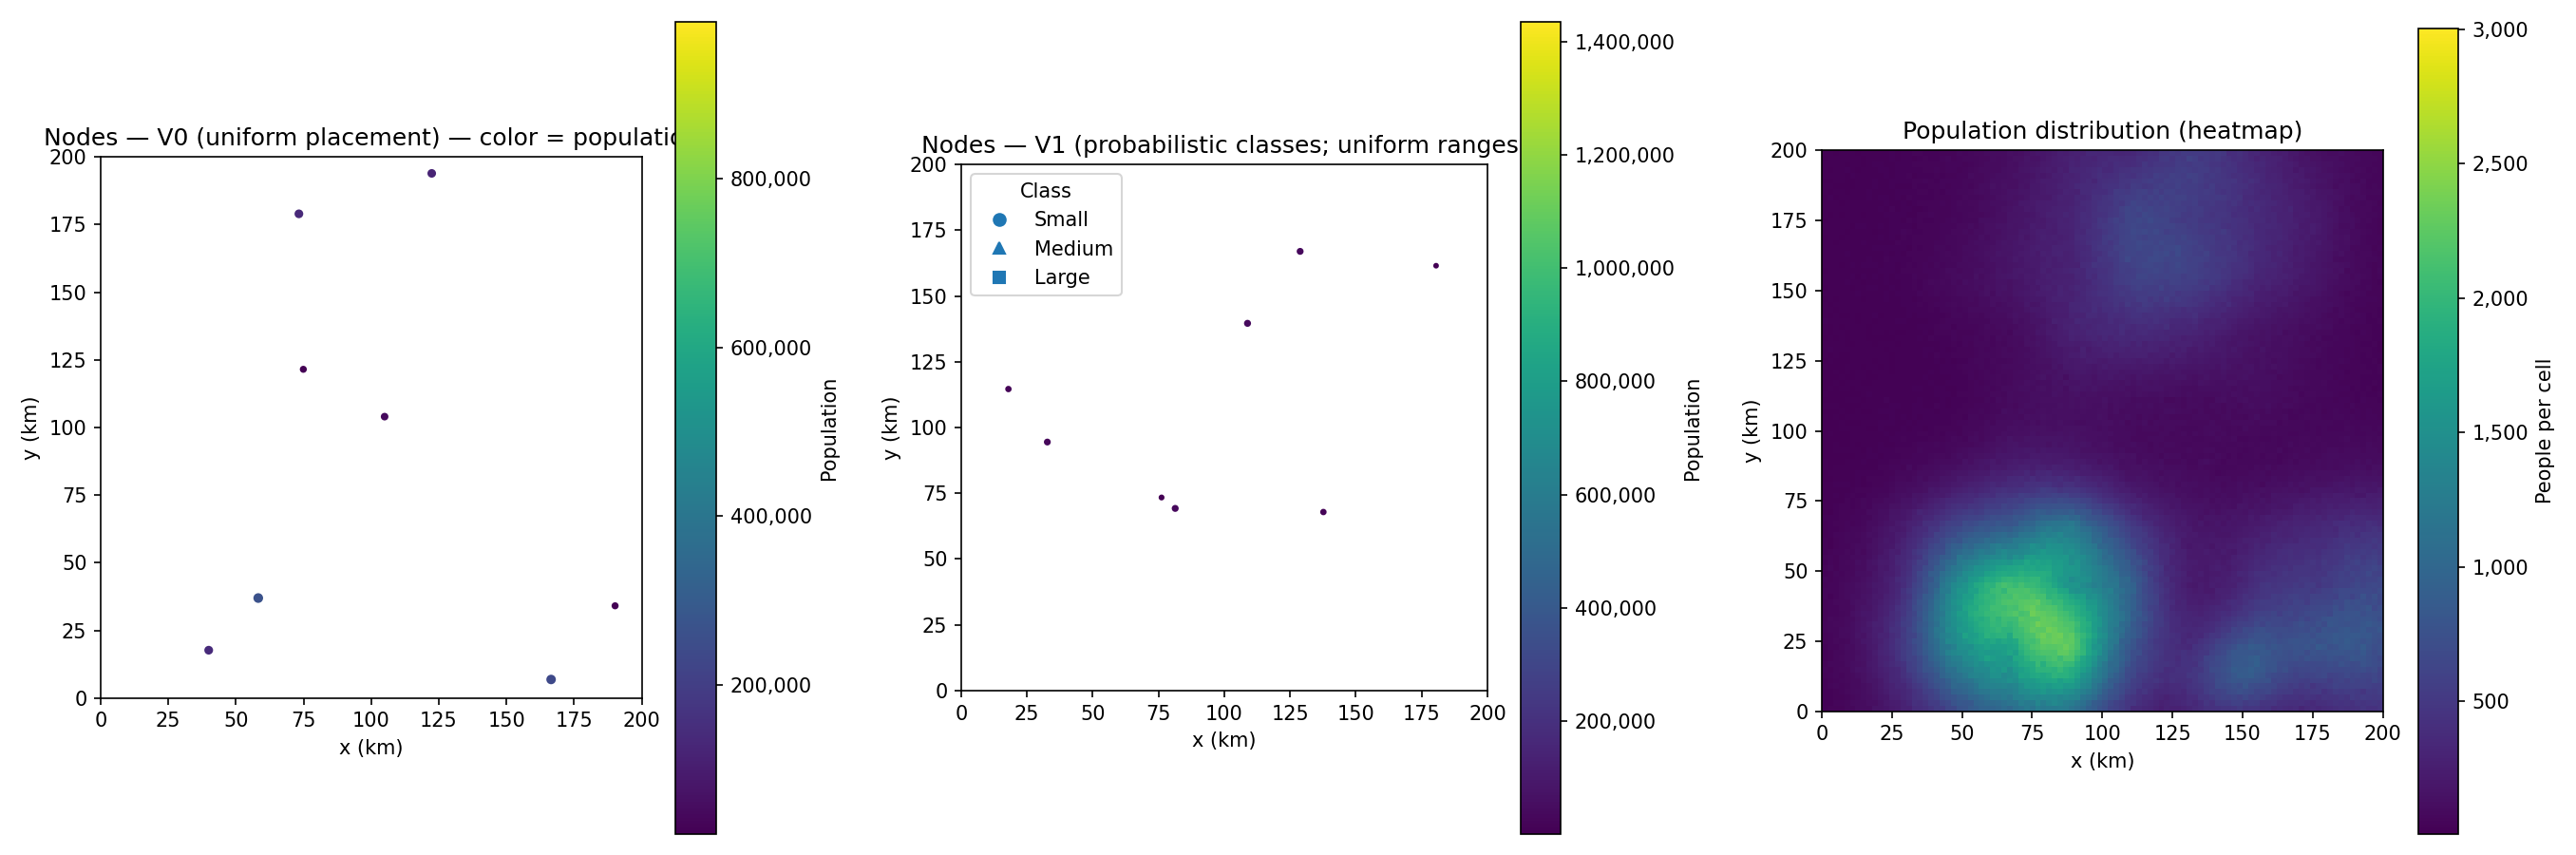 Nodes — V0 (uniform placement) — color = populatio
200
175
150
125
100
75
50
25
0
y (km)
0 25 50 75 100 125 150 175 200
x (km)
800,000
600,000
400,000
200,000
Population
Nodes — V1 (probabilistic classes; uniform ranges
Class
Small
Medium
Large
200
175
150
125
100
75
50
25
0
y (km)
0 25 50 75 100 125 150 175 200
x (km)
1,400,000
1,200,000
1,000,000
800,000
600,000
400,000
200,000
Population
Population distribution (heatmap)
200
175
150
125
100
75
50
25
0
y (km)
0 25 50 75 100 125 150 175 200
x (km)
3,000
2,500
2,000
1,500
1,000
500
People per cell